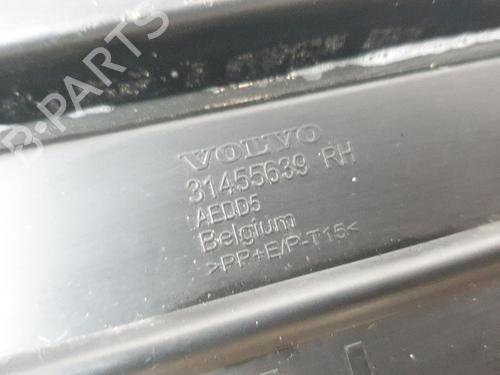 B-PARTS
VOLVO
31455639 RH
AEDD5
Belgium
>PP+E/P-T15<